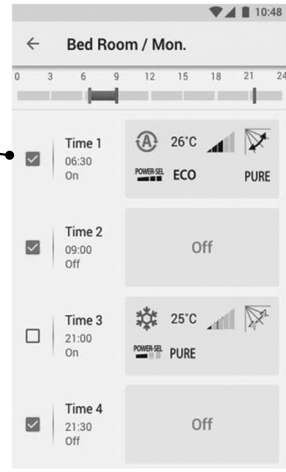 10:48
Bed Room / Mon.
0 3 6 9 12 15 18 21 24
Time 1
06:30
On
A 26°C
POWER-SEL ECO PURE
Time 2
09:00
Off
Off
Time 3
21:00
On
25°C
POWER-SEL PURE
Time 4
21:30
Off
Off